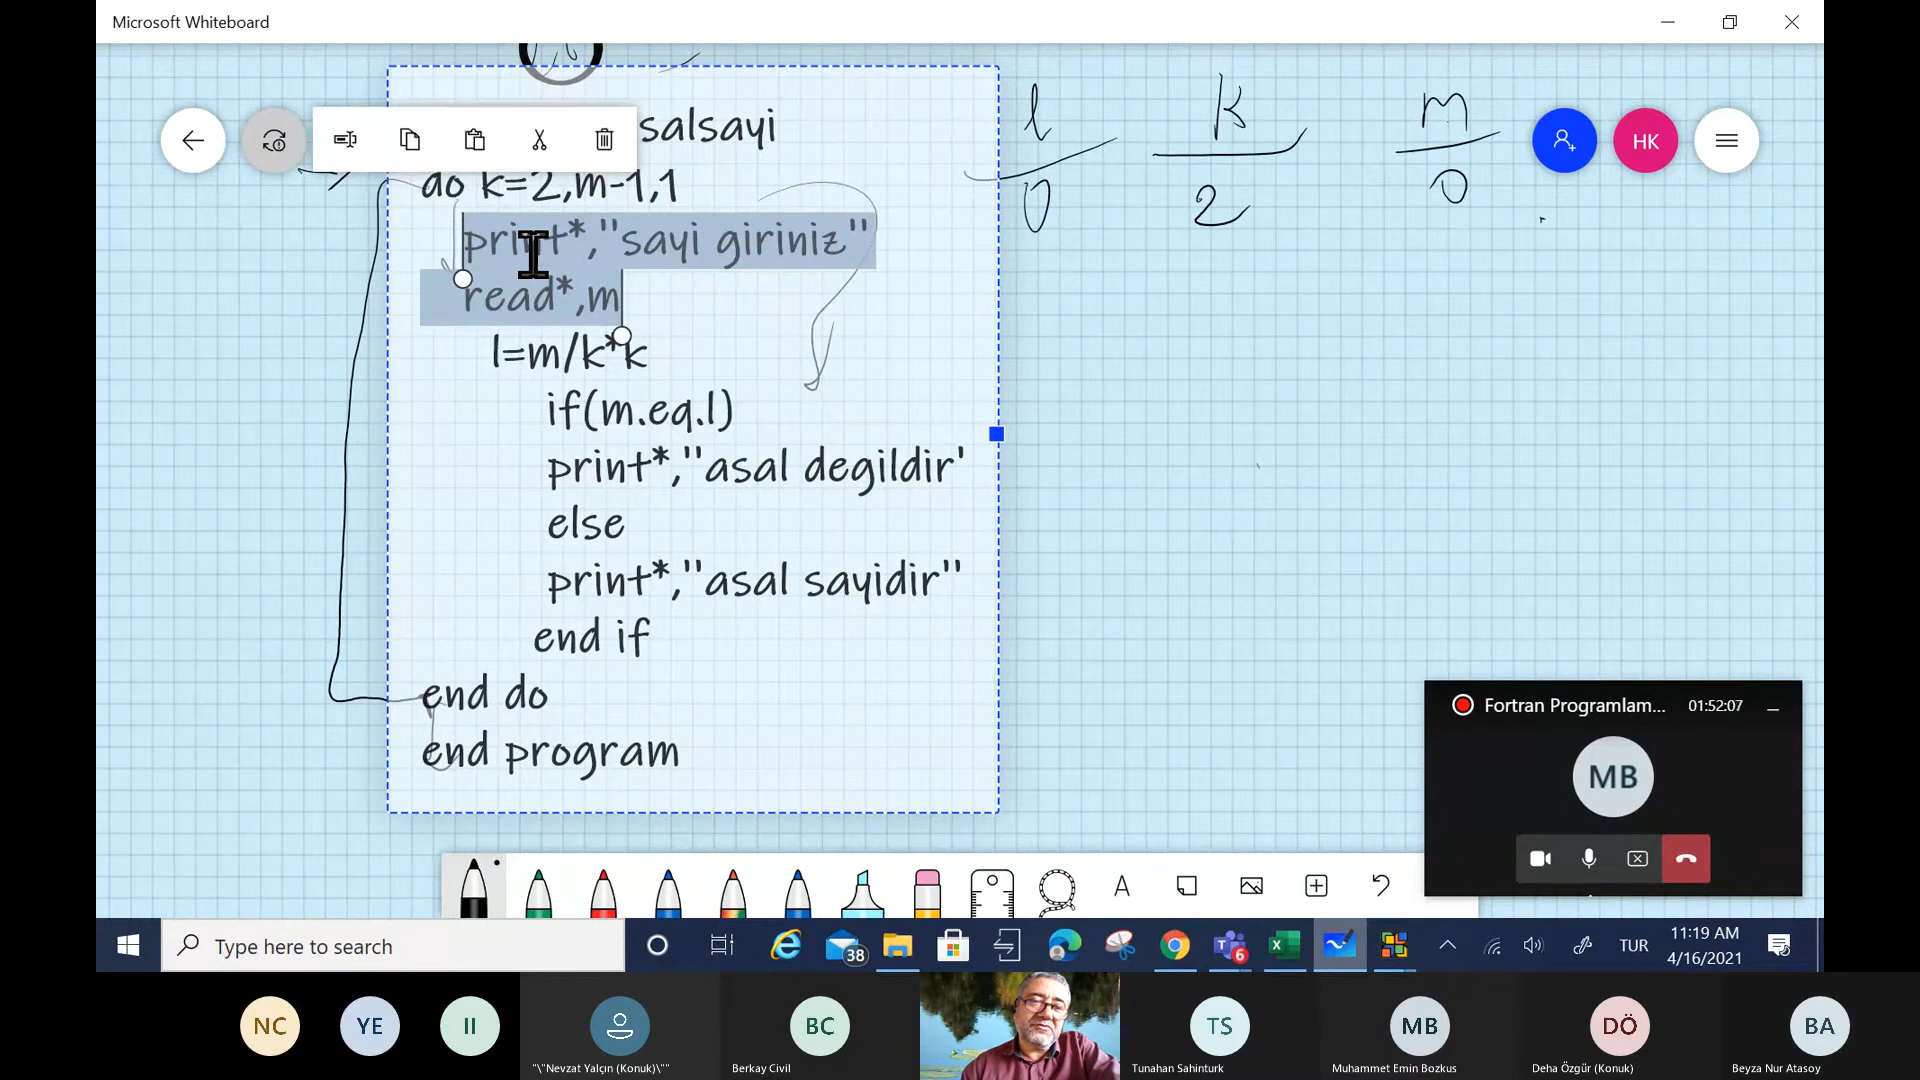 Microsoft Whiteboard
salsayi
do k=2,m-1,1
print*,"sayi giriniz"
read*,m
l=m/k*k
if(m.eq.l)
print*,"asal degildir'
else
print*,"asal sayidir"
end if
end do
end program
l k m
0 2 0
HK
Fortran Programlam... 01:52:07
MB
A
Type here to search
38
6
TUR
11:19 AM
4/16/2021
NC YE II BC TS MB DÖ BA
"\"Nevzat Yalçın (Konuk)\"" Berkay Civil Tunahan Sahinturk Muhammet Emin Bozkus Deha Özgür (Konuk) Beyza Nur Atasoy